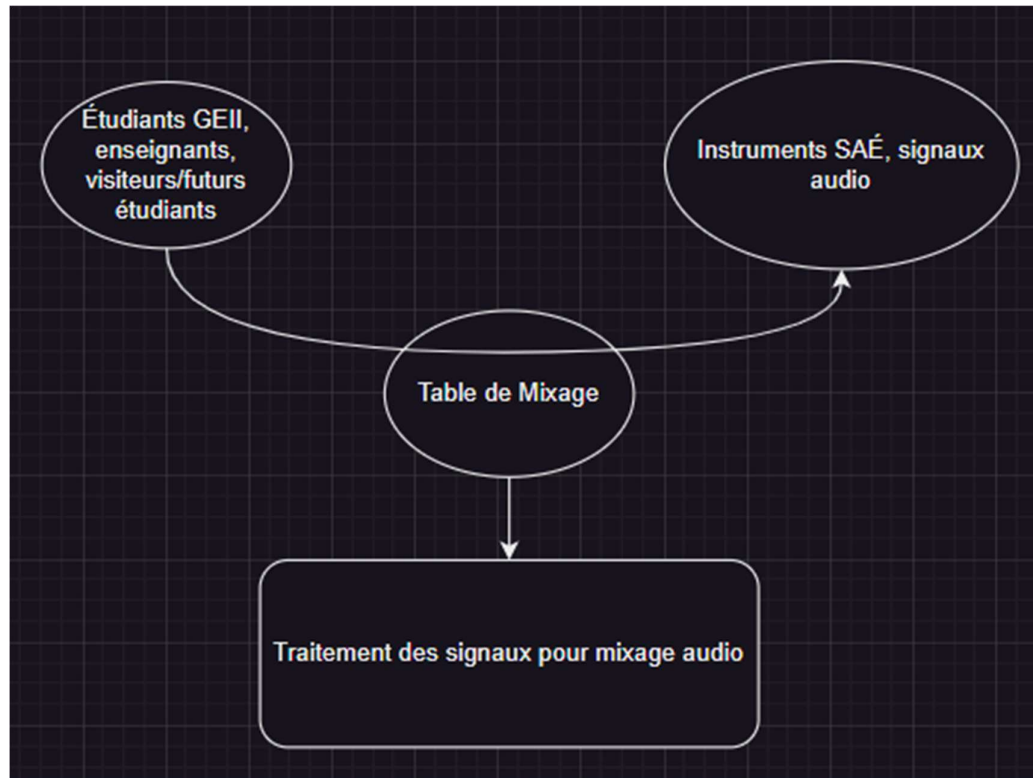 Étudiants GEII,
enseignants,
visiteurs/futurs
étudiants
Instruments SAÉ, signaux
audio
Table de Mixage
Traitement des signaux pour mixage audio